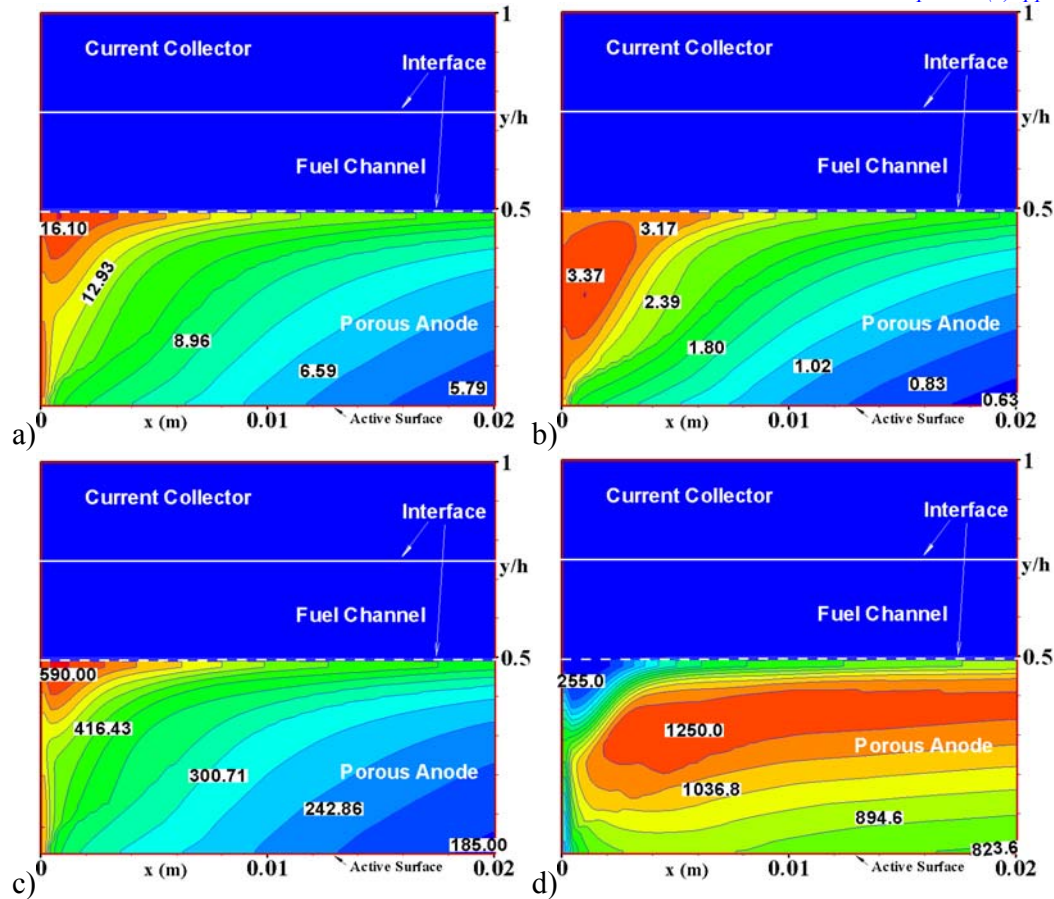 1
Current Collector
Interface
y/h
Fuel Channel
0.5
16.10
12.93
8.96
6.59
Porous Anode
5.79
0
0.01
0.02
x (m)
Active Surface
a)
1
Current Collector
Interface
y/h
Fuel Channel
0.5
3.17
3.37
2.39
1.80
Porous Anode
1.02
0.83
0.63
0
0.01
0.02
x (m)
Active Surface
b)
1
Current Collector
Interface
y/h
Fuel Channel
0.5
590.00
416.43
300.71
Porous Anode
242.86
185.00
0
0.01
0.02
x (m)
Active Surface
c)
1
Current Collector
Interface
y/h
Fuel Channel
0.5
255.0
1250.0
Porous Anode
1036.8
894.6
823.6
0
0.01
0.02
x (m)
Active Surface
d)